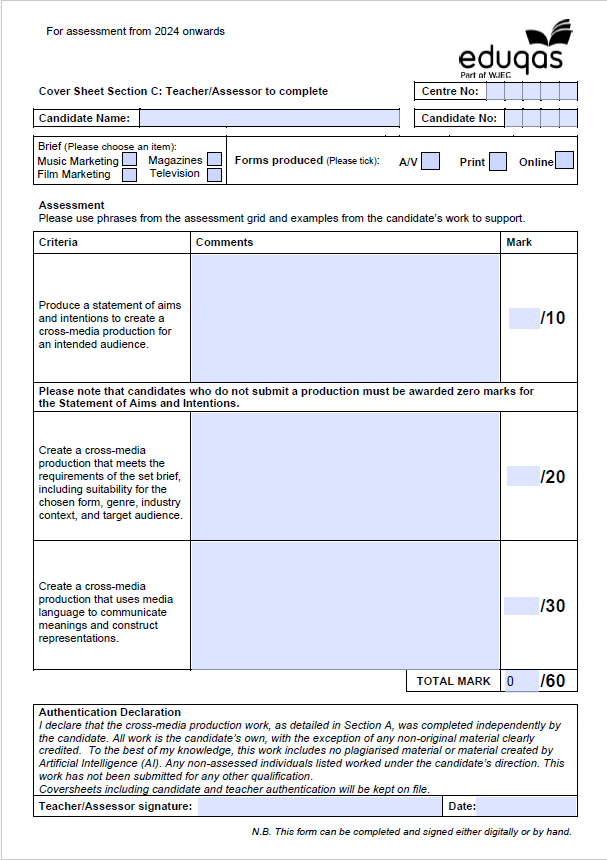 For assessment from 2024 onwards
eduqas
Part of WJEC
Cover Sheet Section C: Teacher/Assessor to complete
Centre No:
Candidate Name:
Candidate No:
Brief (Please choose an item):
Music Marketing
Magazines
Film Marketing
Television
Forms produced (Please tick):
A/V
Print
Online
Assessment
Please use phrases from the assessment grid and examples from the candidate's work to support.
Criteria
Comments
Mark
Produce a statement of aims
and intentions to create a
cross-media production for
an intended audience.
/10
Please note that candidates who do not submit a production must be awarded zero marks for
the Statement of Aims and Intentions.
Create a cross-media
production that meets the
requirements of the set brief,
including suitability for the
chosen form, genre, industry
context, and target audience.
/20
Create a cross-media
production that uses media
language to communicate
meanings and construct
representations.
/30
TOTAL MARK
0 /60
Authentication Declaration
I declare that the cross-media production work, as detailed in Section A, was completed independently by
the candidate. All work is the candidate's own, with the exception of any non-original material clearly
credited. To the best of my knowledge, this work includes no plagiarised material or material created by
Artificial Intelligence (AI). Any non-assessed individuals listed worked under the candidate's direction. This
work has not been submitted for any other qualification.
Coversheets including candidate and teacher authentication will be kept on file.
Teacher/Assessor signature:
Date:
N.B. This form can be completed and signed either digitally or by hand.